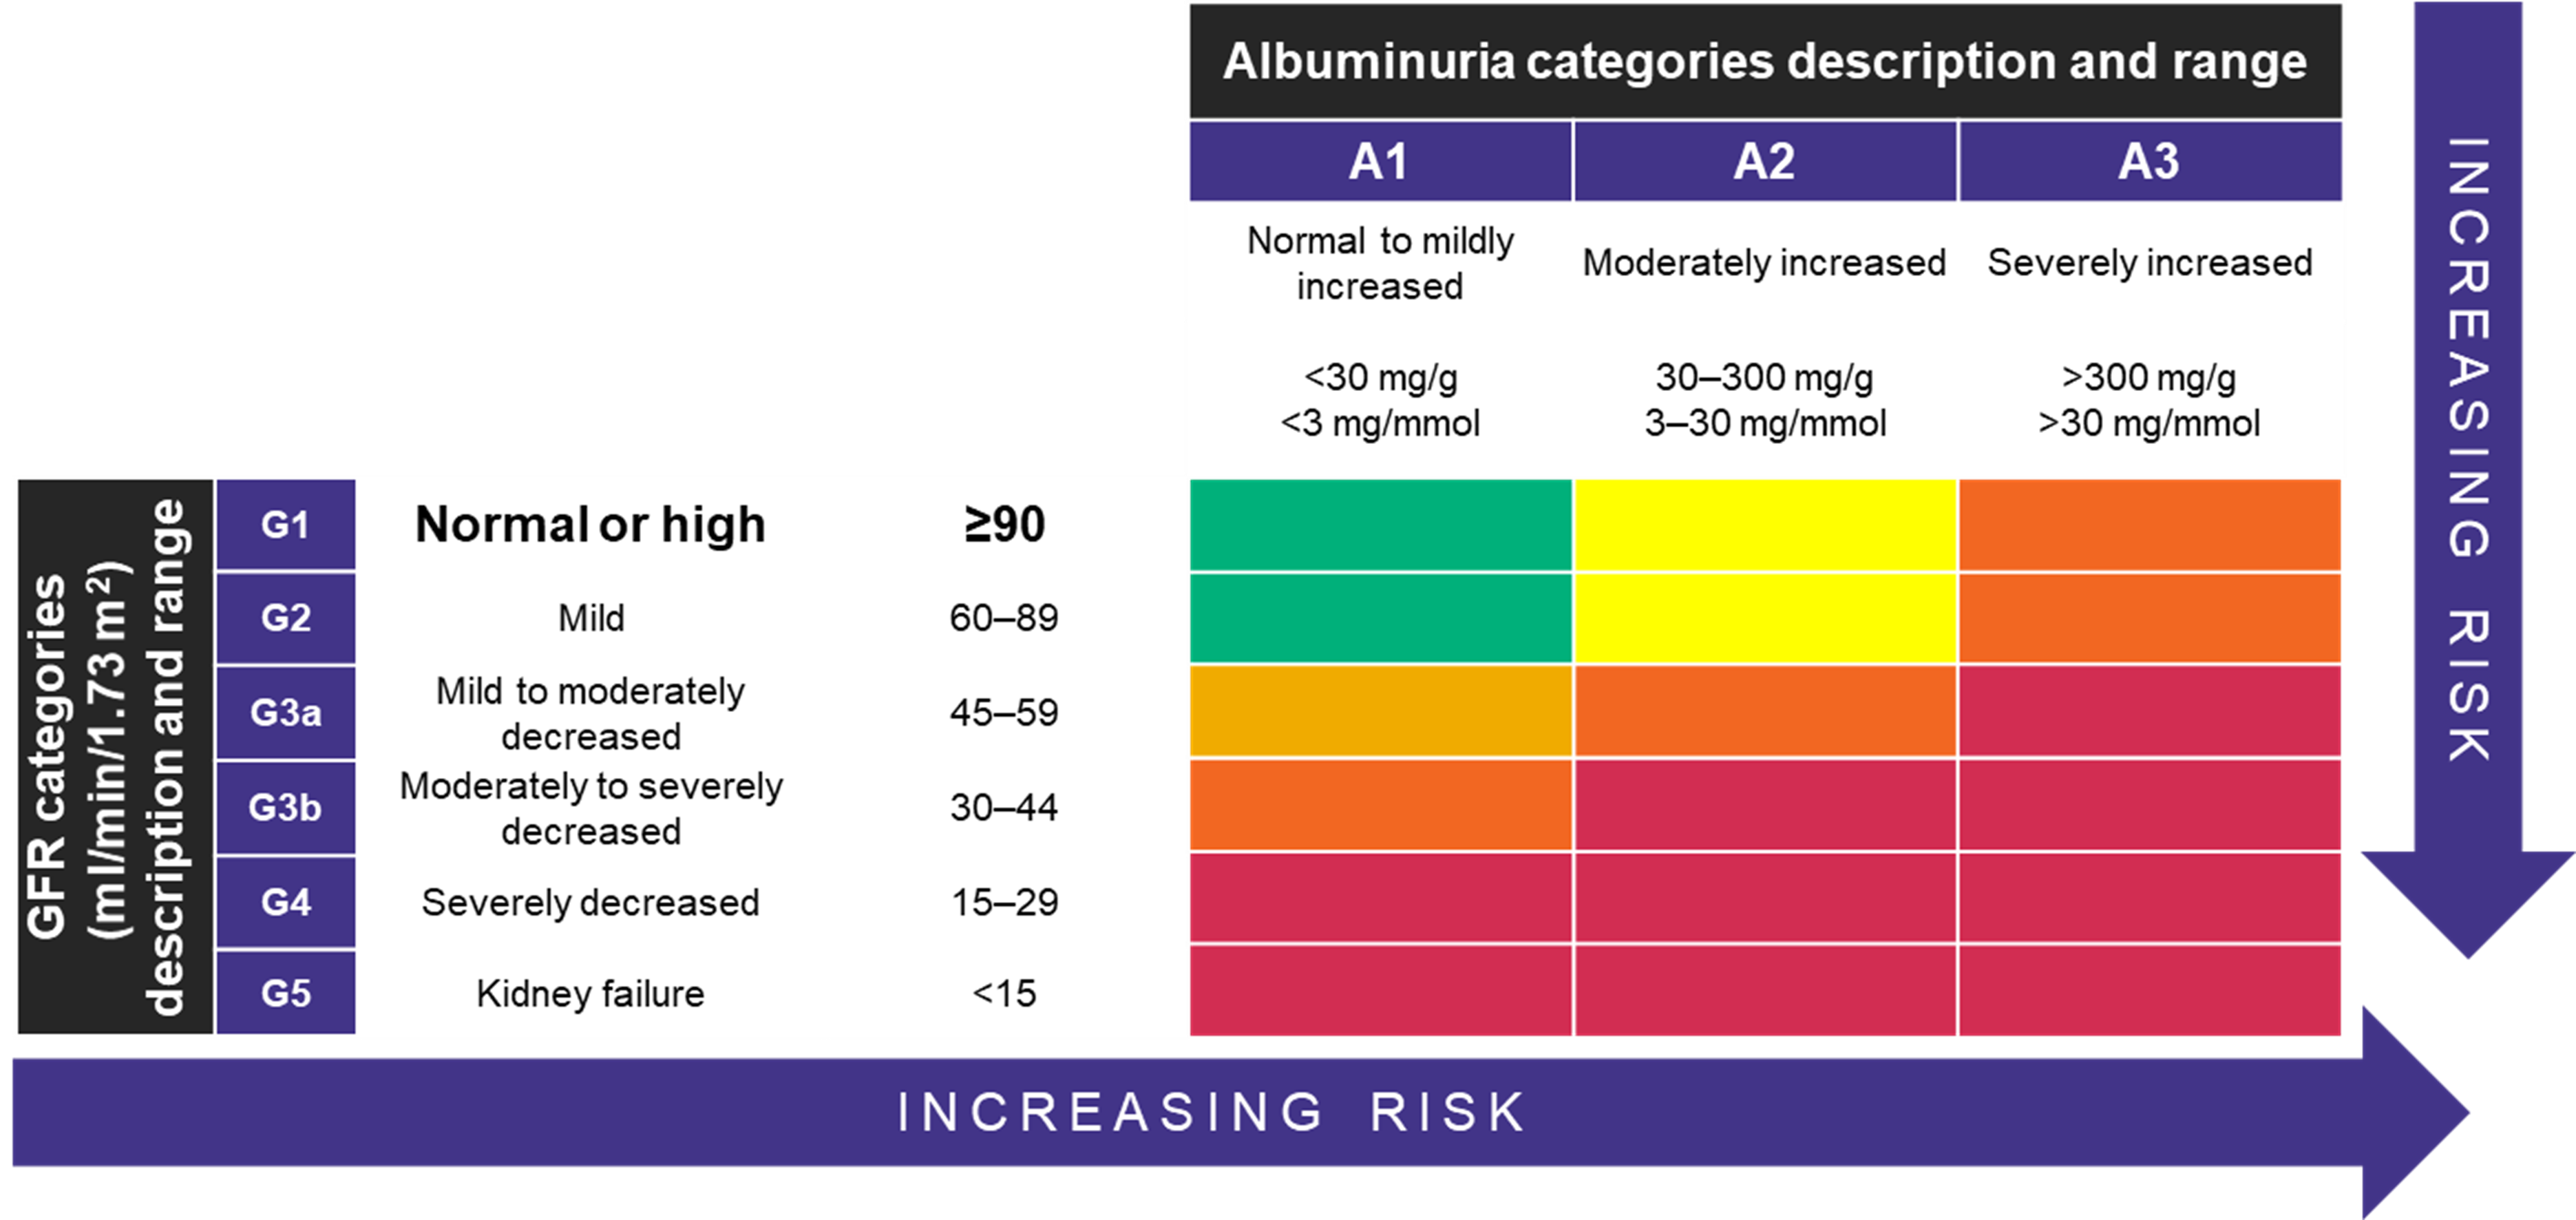 Albuminuria categories description and range
A1
A2
A3
Normal to mildly
increased
Moderately increased
Severely increased
<30 mg/g
<3 mg/mmol
30–300 mg/g
3–30 mg/mmol
>300 mg/g
>30 mg/mmol
GFR categories
(ml/min/1.73 m²)
description and range
G1
Normal or high
≥90
G2
Mild
60–89
G3a
Mild to moderately
decreased
45–59
G3b
Moderately to severely
decreased
30–44
G4
Severely decreased
15–29
G5
Kidney failure
<15
INCREASING RISK
INCREASING RISK